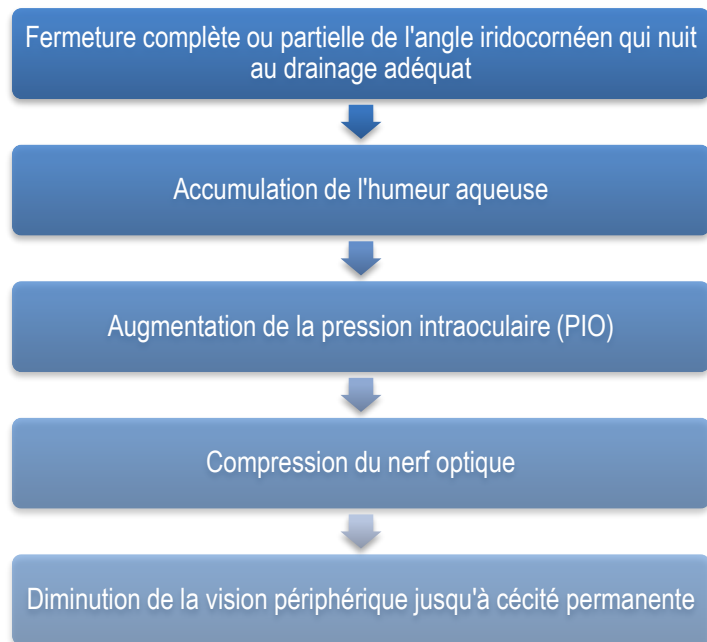 Fermeture complète ou partielle de l'angle iridocornéen qui nuit
au drainage adéquat
Accumulation de l'humeur aqueuse
Augmentation de la pression intraoculaire (PIO)
Compression du nerf optique
Diminution de la vision périphérique jusqu'à cécité permanente